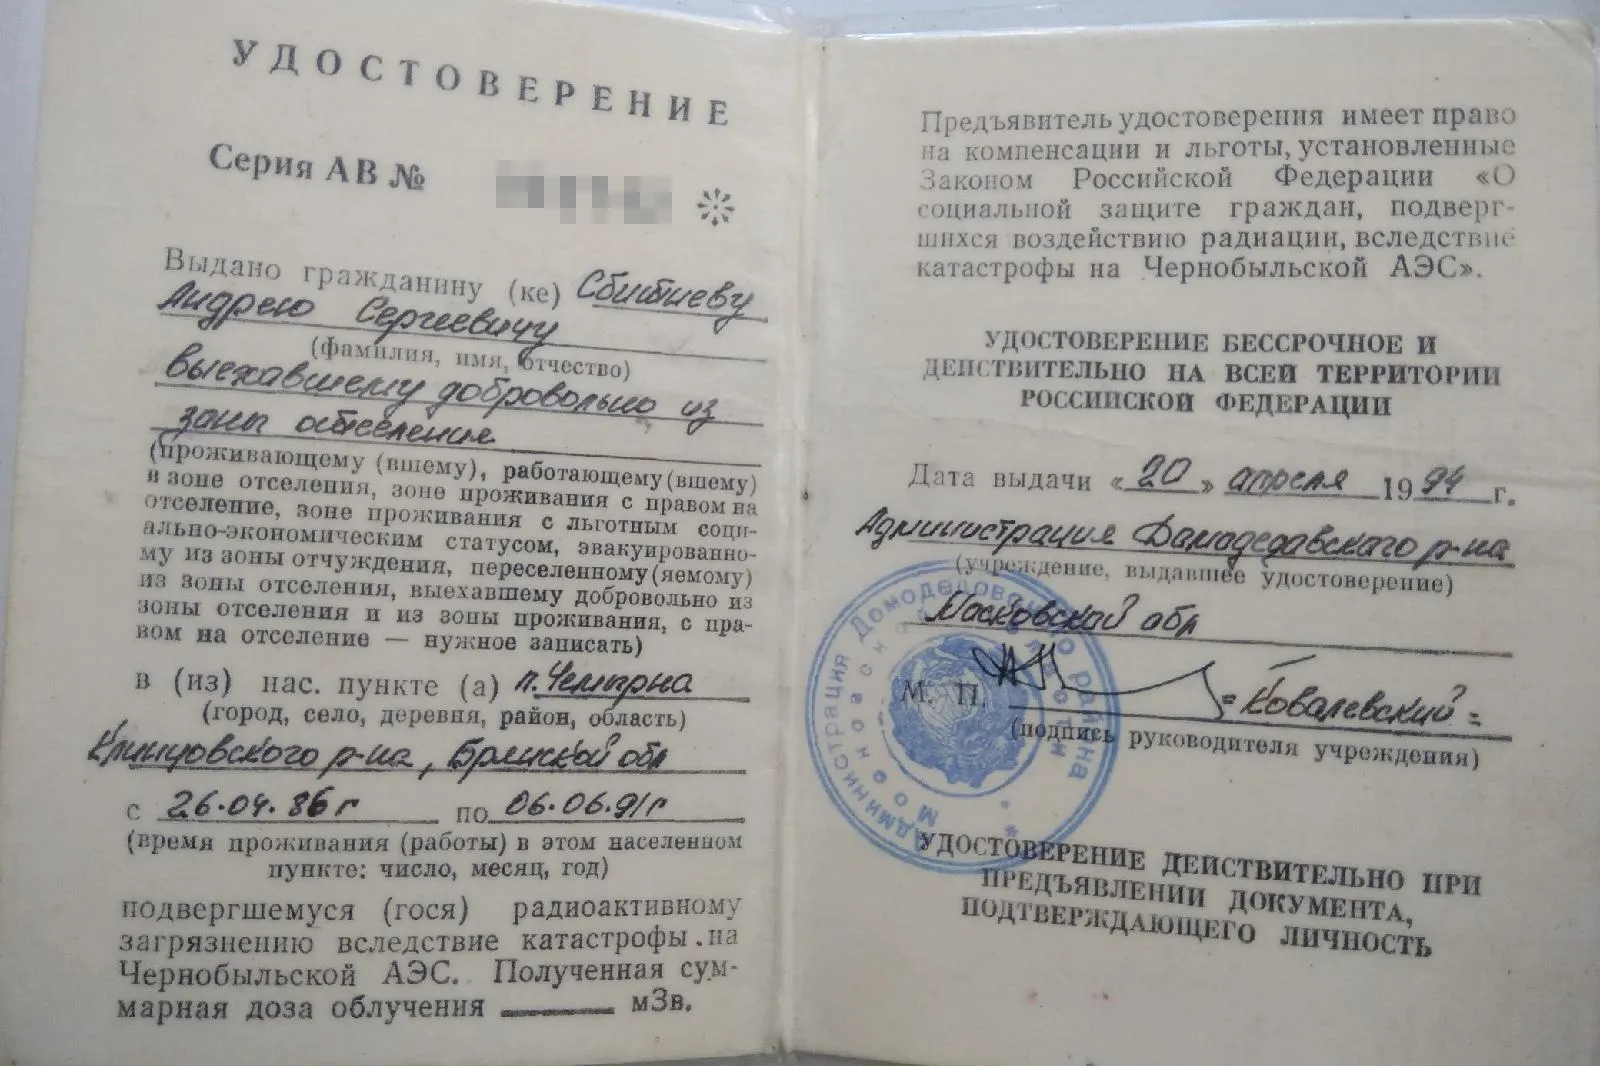 УДОСТОВЕРЕНИЕ
Серия АВ №
Выдано гражданину (ке)
Андрею Сергеевичу
(фамилия, имя, отчество)
выехавшему добровольно из
зоны отселения
(проживающему (вшему), работающему (вшему)
в зоне отселения, зоне проживания с правом на
отселение, зоне проживания с льготным соци-
ально-экономическим статусом, эвакуированно-
му из зоны отчуждения, переселенному (яемому)
из зоны отселения, выехавшему добровольно из
зоны отселения и из зоны проживания, с пра-
вом на отселение — нужное записать)
в (из) нас. пункте (а) п.
(город, село, деревня, район, область)
Клинцовского р-на, Брянской обл
с 26.04.86 г по 06.06.91 г
(время проживания (работы) в этом населенном
пункте: число, месяц, год)
подвергшемуся (гося) радиоактивному
загрязнению вследствие катастрофы на
Чернобыльской АЭС. Полученная сум-
марная доза облучения мЗв.
Предъявитель удостоверения имеет право
на компенсации и льготы, установленные
Законом Российской Федерации «О
социальной защите граждан, подверг-
шихся воздействию радиации, вследствие
катастрофы на Чернобыльской АЭС».
УДОСТОВЕРЕНИЕ БЕССРОЧНОЕ И
ДЕЙСТВИТЕЛЬНО НА ВСЕЙ ТЕРРИТОРИИ
РОССИЙСКОЙ ФЕДЕРАЦИИ
Дата выдачи «20» апреля 1994 г.
Администрация Домодедовского р-на
(учреждение, выдавшее удостоверение)
Московской обл
М. П. =Ковалевский=
(подпись руководителя учреждения)
Администрация Домодедовского района
Московской области
УДОСТОВЕРЕНИЕ ДЕЙСТВИТЕЛЬНО ПРИ
ПРЕДЪЯВЛЕНИИ ДОКУМЕНТА,
ПОДТВЕРЖДАЮЩЕГО ЛИЧНОСТЬ